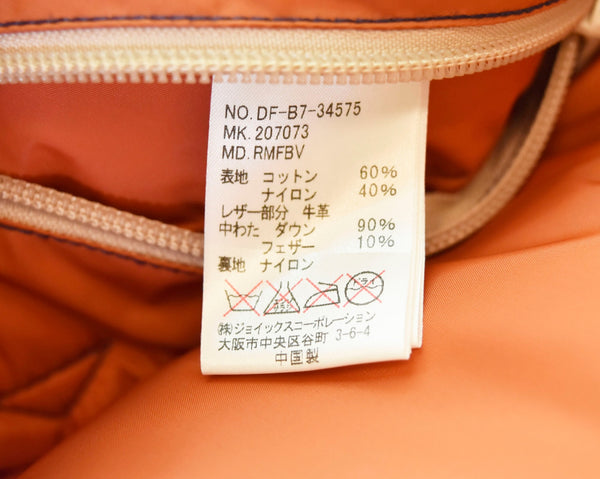 NO. DF-B7-34575
MK. 207073
MD. RMFBV
表地 コットン 60%
ナイロン 40%
レザー部分 牛革
中わた ダウン 90%
フェザー 10%
裏地 ナイロン
ドライ
㈱ジョイックスコーポレーション
大阪市中央区谷町 3-6-4
中国製